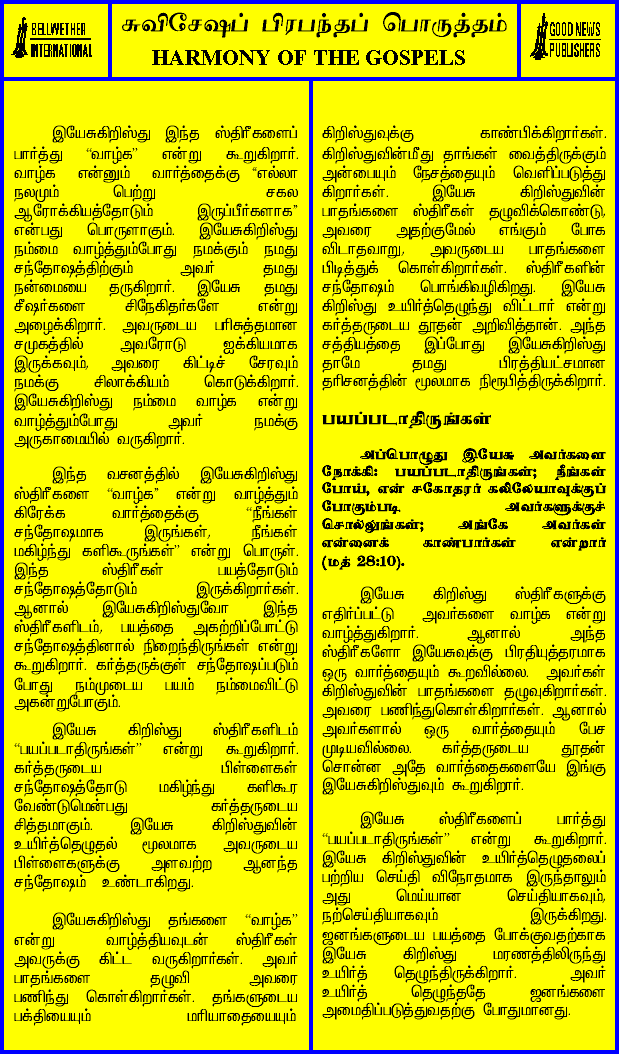 BELLWETHER
INTERNATIONAL
சுவிசேஷப் பிரபந்தப் பொருத்தம்
HARMONY OF THE GOSPELS
GOOD NEWS
PUBLISHERS
இயேசுகிறிஸ்து இந்த ஸ்திரீகளைப்
பார்த்து “வாழ்க” என்று கூறுகிறார்.
வாழ்க என்னும் வார்த்தைக்கு “எல்லா
நலமும் பெற்று சகல
ஆரோக்கியத்தோடும் இருப்பீர்களாக”
என்பது பொருளாகும். இயேசுகிறிஸ்து
நம்மை வாழ்த்தும்போது நமக்கும் நமது
சந்தோஷத்திற்கும் அவர் தமது
நன்மையை தருகிறார். இயேசு தமது
சீஷர்களை சிநேகிதர்களே என்று
அழைக்கிறார். அவருடைய பரிசுத்தமான
சமுகத்தில் அவரோடு ஐக்கியமாக
இருக்கவும், அவரை கிட்டிச் சேரவும்
நமக்கு சிலாக்கியம் கொடுக்கிறார்.
இயேசுகிறிஸ்து நம்மை வாழ்க என்று
வாழ்த்தும்போது அவர் நமக்கு
அருகாமையில் வருகிறார்.
இந்த வசனத்தில் இயேசுகிறிஸ்து
ஸ்திரீகளை “வாழ்க” என்று வாழ்த்தும்
கிரேக்க வார்த்தைக்கு “நீங்கள்
சந்தோஷமாக இருங்கள், நீங்கள்
மகிழ்ந்து களிகூருங்கள்” என்று பொருள்.
இந்த ஸ்திரீகள் பயத்தோடும்
சந்தோஷத்தோடும் இருக்கிறார்கள்.
ஆனால் இயேசுகிறிஸ்துவோ இந்த
ஸ்திரீகளிடம், பயத்தை அகற்றிப்போட்டு
சந்தோஷத்தினால் நிறைந்திருங்கள் என்று
கூறுகிறார். கர்த்தருக்குள் சந்தோஷப்படும்
போது நம்முடைய பயம் நம்மைவிட்டு
அகன்றுபோகும்.
இயேசு கிறிஸ்து ஸ்திரீகளிடம்
“பயப்படாதிருங்கள்” என்று கூறுகிறார்.
கர்த்தருடைய பிள்ளைகள்
சந்தோஷத்தோடு மகிழ்ந்து களிகூர
வேண்டுமென்பது கர்த்தருடைய
சித்தமாகும். இயேசு கிறிஸ்துவின்
உயிர்த்தெழுதல் மூலமாக அவருடைய
பிள்ளைகளுக்கு அளவற்ற ஆனந்த
சந்தோஷம் உண்டாகிறது.
இயேசுகிறிஸ்து தங்களை “வாழ்க”
என்று வாழ்த்தியவுடன் ஸ்திரீகள்
அவருக்கு கிட்ட வருகிறார்கள். அவர்
பாதங்களை தழுவி அவரை
பணிந்து கொள்கிறார்கள். தங்களுடைய
பக்தியையும் மரியாதையையும்
கிறிஸ்துவுக்கு காண்பிக்கிறார்கள்.
கிறிஸ்துவின்மீது தாங்கள் வைத்திருக்கும்
அன்பையும் நேசத்தையும் வெளிப்படுத்து
கிறார்கள். இயேசு கிறிஸ்துவின்
பாதங்களை ஸ்திரீகள் தழுவிக்கொண்டு,
அவரை அதற்குமேல் எங்கும் போக
விடாதவாறு, அவருடைய பாதங்களை
பிடித்துக் கொள்கிறார்கள். ஸ்திரீகளின்
சந்தோஷம் பொங்கிவழிகிறது. இயேசு
கிறிஸ்து உயிர்த்தெழுந்து விட்டார் என்று
கர்த்தருடைய தூதன் அறிவித்தான். அந்த
சத்தியத்தை இப்போது இயேசுகிறிஸ்து
தாமே தமது பிரத்தியட்சமான
தரிசனத்தின் மூலமாக நிரூபித்திருக்கிறார்.
பயப்படாதிருங்கள்
அப்பொழுது இயேசு அவர்களை
நோக்கி: பயப்படாதிருங்கள்; நீங்கள்
போய், என் சகோதரர் கலிலேயாவுக்குப்
போகும்படி அவர்களுக்குச்
சொல்லுங்கள்; அங்கே அவர்கள்
என்னைக் காண்பார்கள் என்றார்
(மத் 28:10).
இயேசு கிறிஸ்து ஸ்திரீகளுக்கு
எதிர்ப்பட்டு அவர்களை வாழ்க என்று
வாழ்த்துகிறார். ஆனால் அந்த
ஸ்திரீகளோ இயேசுவுக்கு பிரதியுத்தரமாக
ஒரு வார்த்தையும் கூறவில்லை. அவர்கள்
கிறிஸ்துவின் பாதங்களை தழுவுகிறார்கள்.
அவரை பணிந்துகொள்கிறார்கள். ஆனால்
அவர்களால் ஒரு வார்த்தையும் பேச
முடியவில்லை. கர்த்தருடைய தூதன்
சொன்ன அதே வார்த்தைகளையே இங்கு
இயேசுகிறிஸ்துவும் கூறுகிறார்.
இயேசு ஸ்திரீகளைப் பார்த்து
“பயப்படாதிருங்கள்” என்று கூறுகிறார்.
இயேசு கிறிஸ்துவின் உயிர்த்தெழுதலைப்
பற்றிய செய்தி விநோதமாக இருந்தாலும்
அது மெய்யான செய்தியாகவும்,
நற்செய்தியாகவும் இருக்கிறது.
ஜனங்களுடைய பயத்தை போக்குவதற்காக
இயேசு கிறிஸ்து மரணத்திலிருந்து
உயிர்த் தெழுந்திருக்கிறார். அவர்
உயிர்த் தெழுந்ததே ஜனங்களை
அமைதிப்படுத்துவதற்கு போதுமானது.